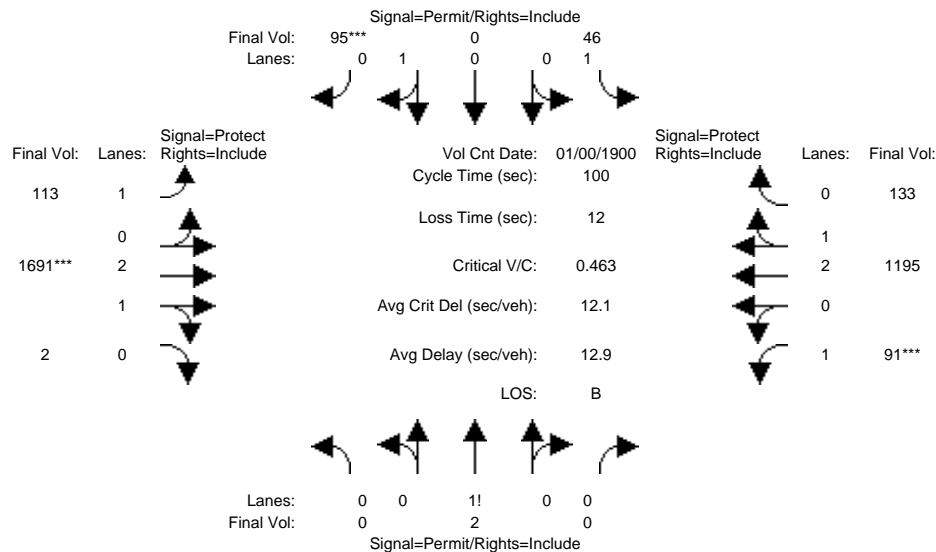 Signal=Permit/Rights=Include
Final Vol: 95*** 0 46
Lanes: 0 1 0 0 1
Signal=Protect Signal=Protect
Final Vol: Lanes: Rights=Include Vol Cnt Date: 01/00/1900 Rights=Include Lanes: Final Vol:
Cycle Time (sec): 100
113 1 0 133
Loss Time (sec): 12
0 1
1691*** 2 Critical V/C: 0.463 2 1195
1 Avg Crit Del (sec/veh): 12.1 0
2 0 Avg Delay (sec/veh): 12.9 1 91***
LOS: B
Lanes: 0 0 1! 0 0
Final Vol: 0 2 0
Signal=Permit/Rights=Include